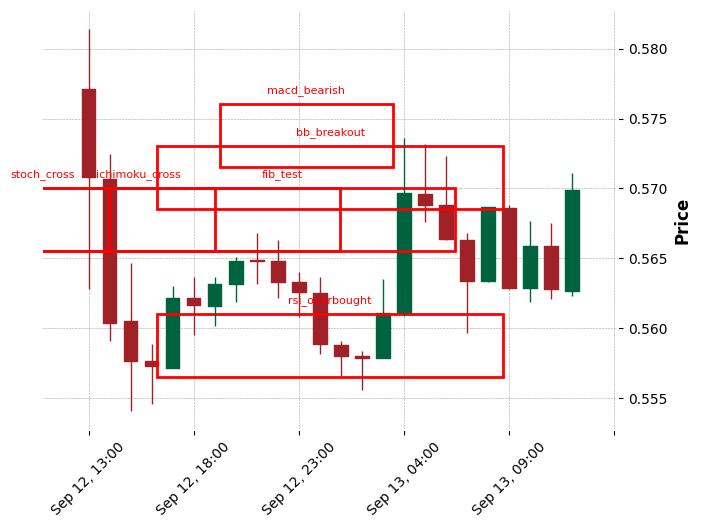 macd_bearish
bb_breakout
stoch_cross
ichimoku_cross
fib_test
rsi_overbought
0.580
0.575
0.570
0.565
0.560
0.555
Price
Sep 12, 13:00
Sep 12, 18:00
Sep 12, 23:00
Sep 13, 04:00
Sep 13, 09:00